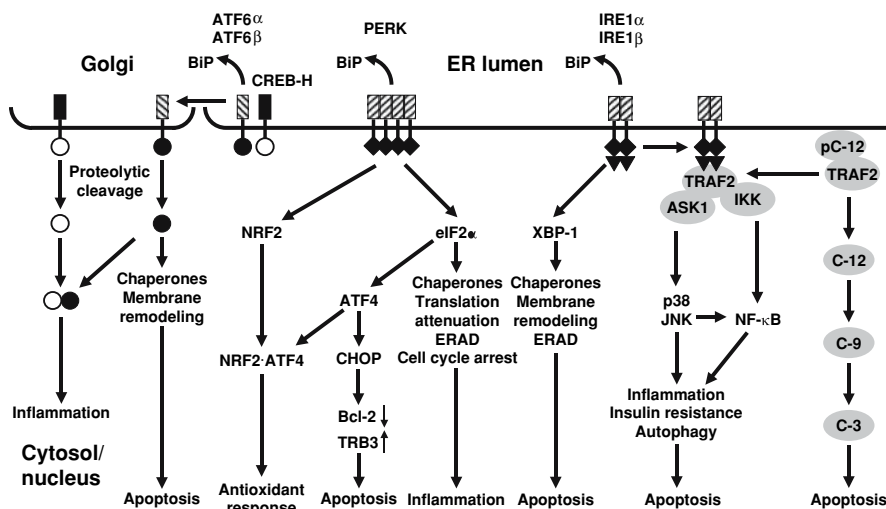 ATF6α
ATF6β
BiP
CREB-H
Golgi
PERK
BiP
ER lumen
IRE1α
IRE1β
BiP
Proteolytic
cleavage
Chaperones
Membrane
remodeling
Inflammation
Cytosol/
nucleus
Apoptosis
NRF2
NRF2·ATF4
Antioxidant
response
eIF2α
ATF4
CHOP
Bcl-2
TRB3
Apoptosis
Chaperones
Translation
attenuation
ERAD
Cell cycle arrest
Inflammation
XBP-1
Chaperones
Membrane
remodeling
ERAD
Apoptosis
TRAF2
ASK1
IKK
p38
JNK
NF-κB
Inflammation
Insulin resistance
Autophagy
Apoptosis
pC-12
TRAF2
C-12
C-9
C-3
Apoptosis